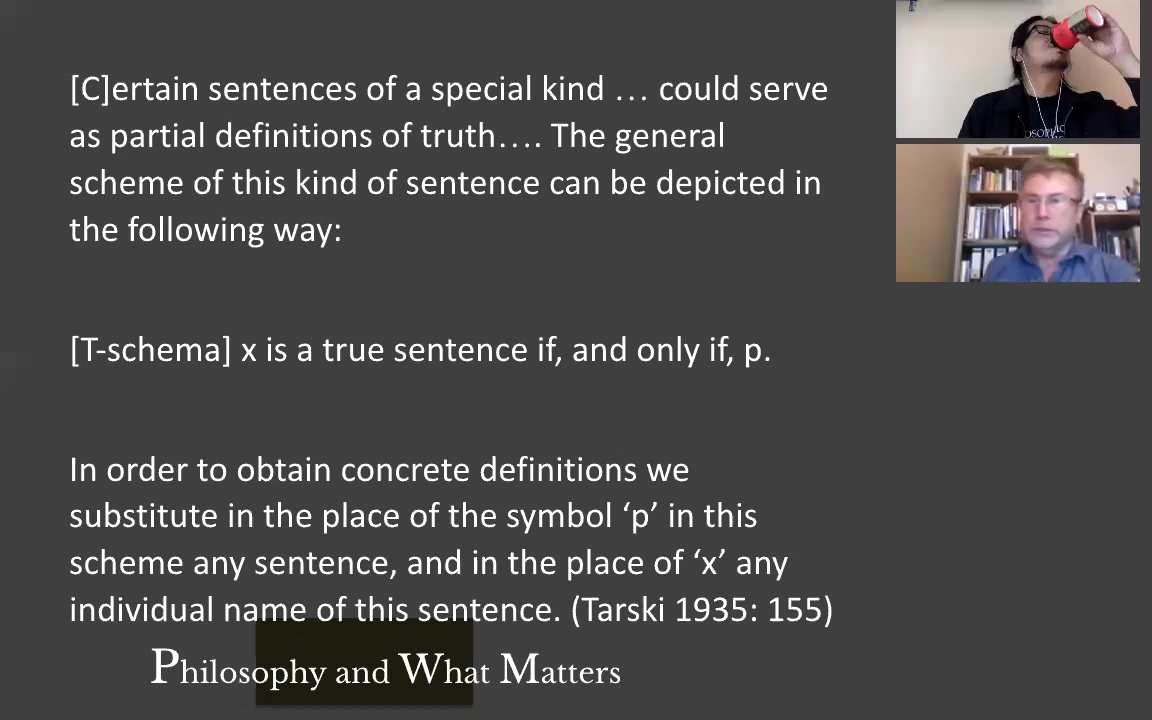 [C]ertain sentences of a special kind … could serve
as partial definitions of truth…. The general
scheme of this kind of sentence can be depicted in
the following way:
[T-schema] x is a true sentence if, and only if, p.
In order to obtain concrete definitions we
substitute in the place of the symbol ‘p’ in this
scheme any sentence, and in the place of ‘x’ any
individual name of this sentence. (Tarski 1935: 155)
Philosophy and What Matters